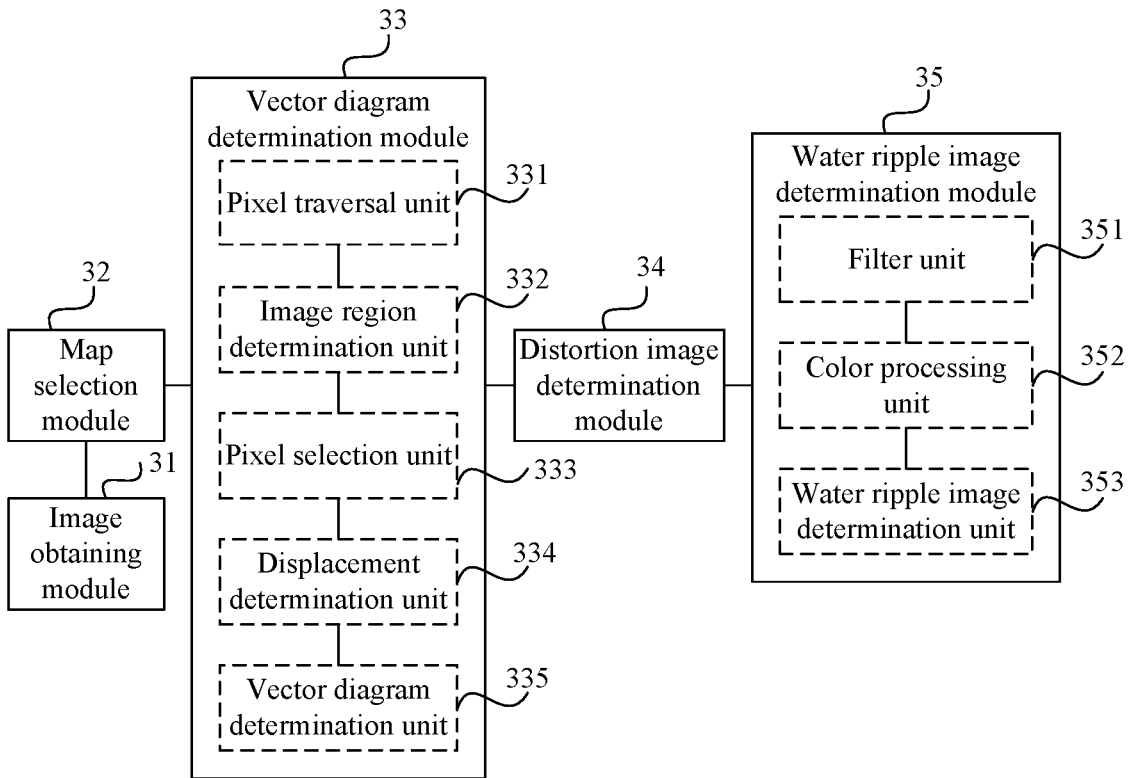 33
Vector diagram
determination module
331
Pixel traversal unit
332
Image region
determination unit
Pixel selection unit
333
334
Displacement
determination unit
335
Vector diagram
determination unit
32
Map
selection
module
31
Image
obtaining
module
34
Distortion image
determination
module
35
Water ripple image
determination module
351
Filter unit
352
Color processing
unit
353
Water ripple image
determination unit